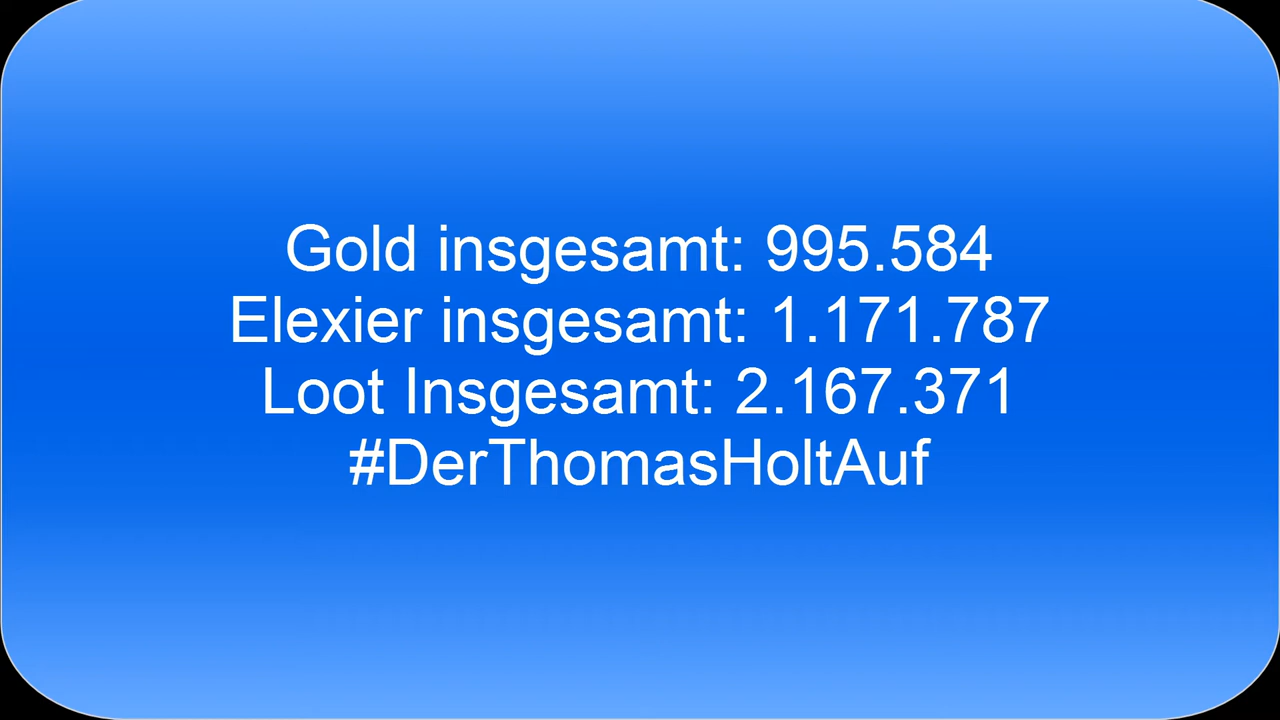 Gold insgesamt: 995.584
Elexier insgesamt: 1.171.787
Loot Insgesamt: 2.167.371
#DerThomasHoltAuf